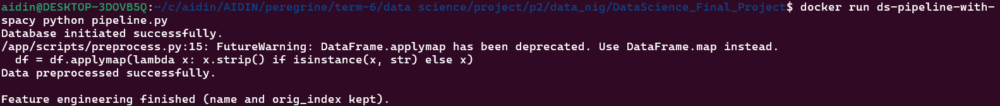 aidin@DESKTOP-3DOVB5Q:~/c/aidin/AIDIN/peregrine/term-6/data science/project/p2/data_nig/DataScience_Final_Project$ docker run ds-pipeline-with-
spacy python pipeline.py
Database initiated successfully.
/app/scripts/preprocess.py:15: FutureWarning: DataFrame.applymap has been deprecated. Use DataFrame.map instead.
  df = df.applymap(lambda x: x.strip() if isinstance(x, str) else x)
Data preprocessed successfully.

Feature engineering finished (name and orig_index kept).